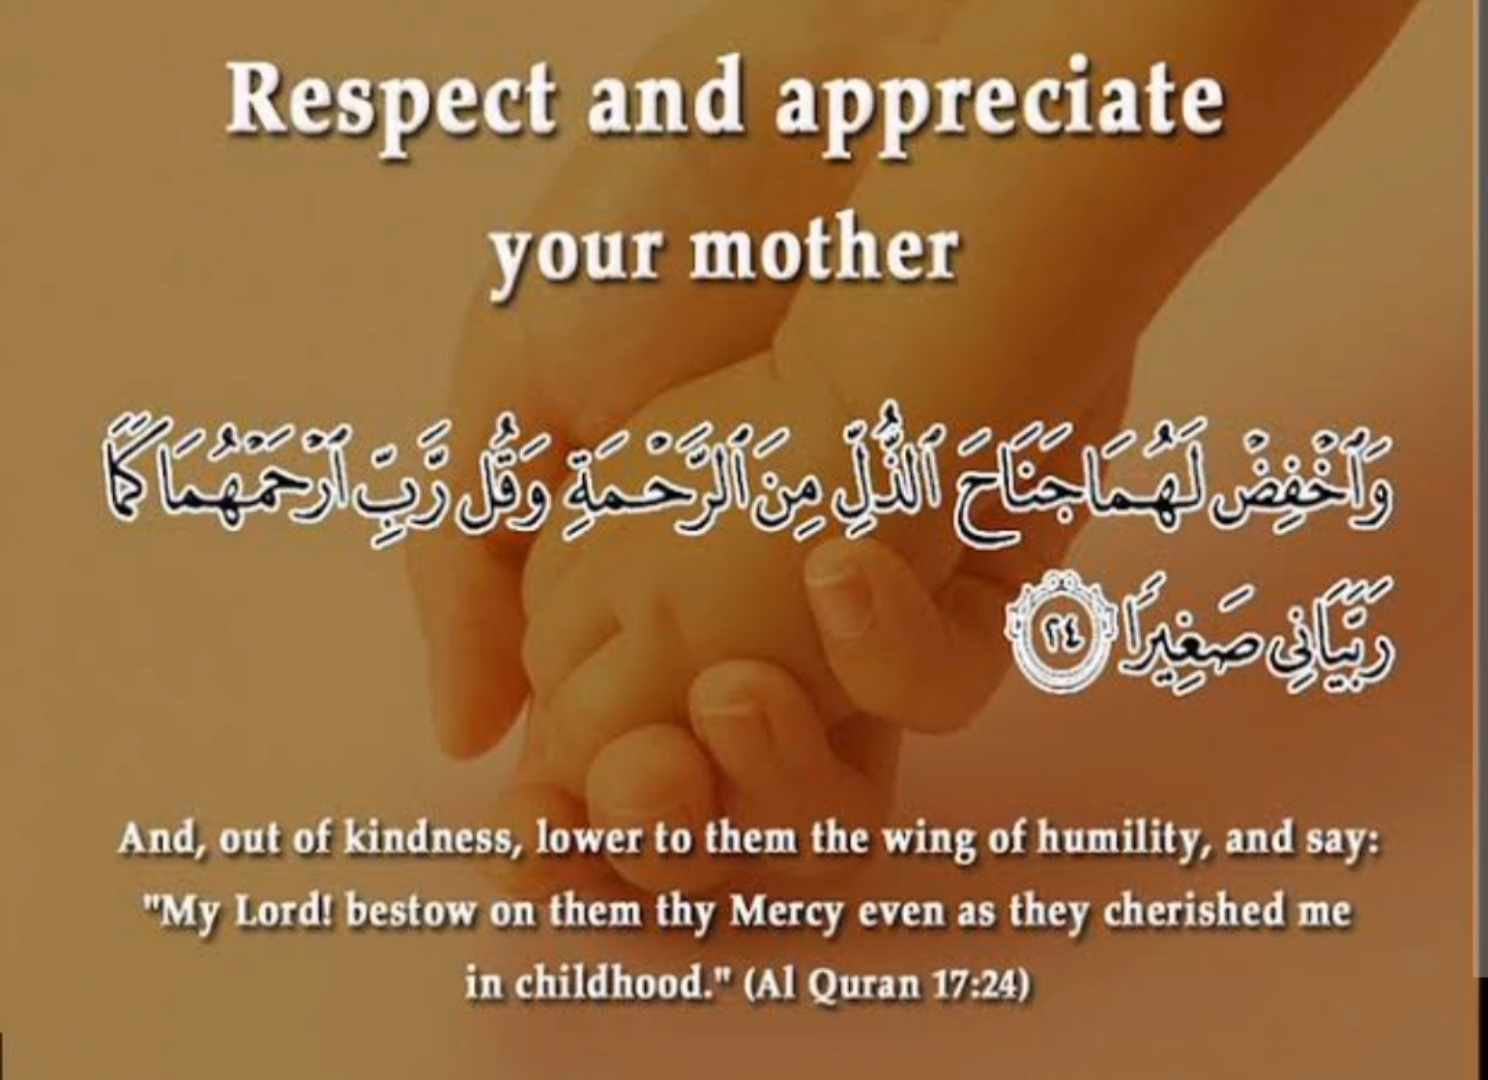 Respect and appreciate
your mother
وَٱخْفِضْ لَهُمَا جَنَاحَ ٱلذُّلِّ مِنَ ٱلرَّحْمَةِ وَقُل رَّبِّ ٱرْحَمْهُمَا كَمَا
رَبَّيَانِى صَغِيرًا ٢٤
And, out of kindness, lower to them the wing of humility, and say:
"My Lord! bestow on them thy Mercy even as they cherished me
in childhood." (Al Quran 17:24)